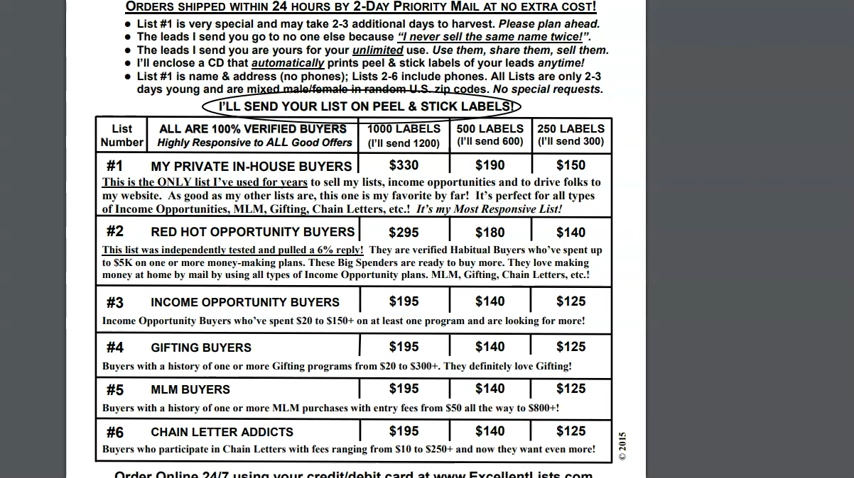 ORDERS SHIPPED WITHIN 24 HOURS BY 2-DAY PRIORITY MAIL AT NO EXTRA COST!
● List #1 is very special and may take 2-3 additional days to harvest. Please plan ahead.
● The leads I send you go to no one else because “I never sell the same name twice!”.
● The leads I send you are yours for your unlimited use. Use them, share them, sell them.
● I’ll enclose a CD that automatically prints peel & stick labels of your leads anytime!
● List #1 is name & address (no phones); Lists 2-6 include phones. All Lists are only 2-3
days young and are mixed male/female in random U.S. zip codes. No special requests.
I’LL SEND YOUR LIST ON PEEL & STICK LABELS!
List Number ALL ARE 100% VERIFIED BUYERS Highly Responsive to ALL Good Offers 1000 LABELS (I’ll send 1200) 500 LABELS (I’ll send 600) 250 LABELS (I’ll send 300)
#1 MY PRIVATE IN-HOUSE BUYERS $330 $190 $150
This is the ONLY list I’ve used for years to sell my lists, income opportunities and to drive folks to
my website. As good as my other lists are, this one is my favorite by far! It’s perfect for all types
of Income Opportunities, MLM, Gifting, Chain Letters, etc.! It’s my Most Responsive List!
#2 RED HOT OPPORTUNITY BUYERS $295 $180 $140
This list was independently tested and pulled a 6% reply! They are verified Habitual Buyers who’ve spent up
to $5K on one or more money-making plans. These Big Spenders are ready to buy more. They love making
money at home by mail by using all types of Income Opportunity plans. MLM, Gifting, Chain Letters, etc.!
#3 INCOME OPPORTUNITY BUYERS $195 $140 $125
Income Opportunity Buyers who’ve spent $20 to $150+ on at least one program and are looking for more!
#4 GIFTING BUYERS $195 $140 $125
Buyers with a history of one or more Gifting programs from $20 to $300+. They definitely love Gifting!
#5 MLM BUYERS $195 $140 $125
Buyers with a history of one or more MLM purchases with entry fees from $50 all the way to $800+!
#6 CHAIN LETTER ADDICTS $195 $140 $125
Buyers who participate in Chain Letters with fees ranging from $10 to $250+ and now they want even more!
© 2015
Order Online 24/7 using your credit/debit card at www.ExcellentLists.com